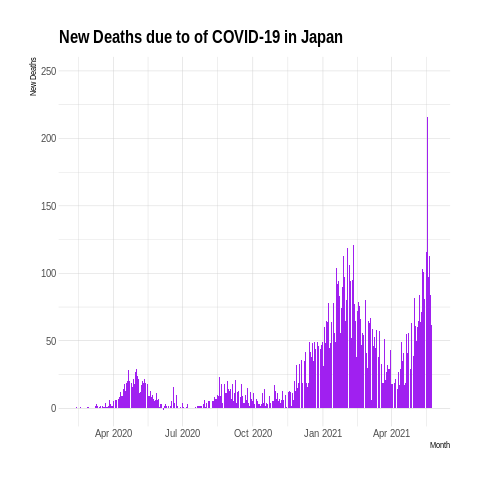 New Deaths due to of COVID-19 in Japan
New Deaths
250
200
150
100
50
0
Apr 2020 Jul 2020 Oct 2020 Jan 2021 Apr 2021
Month